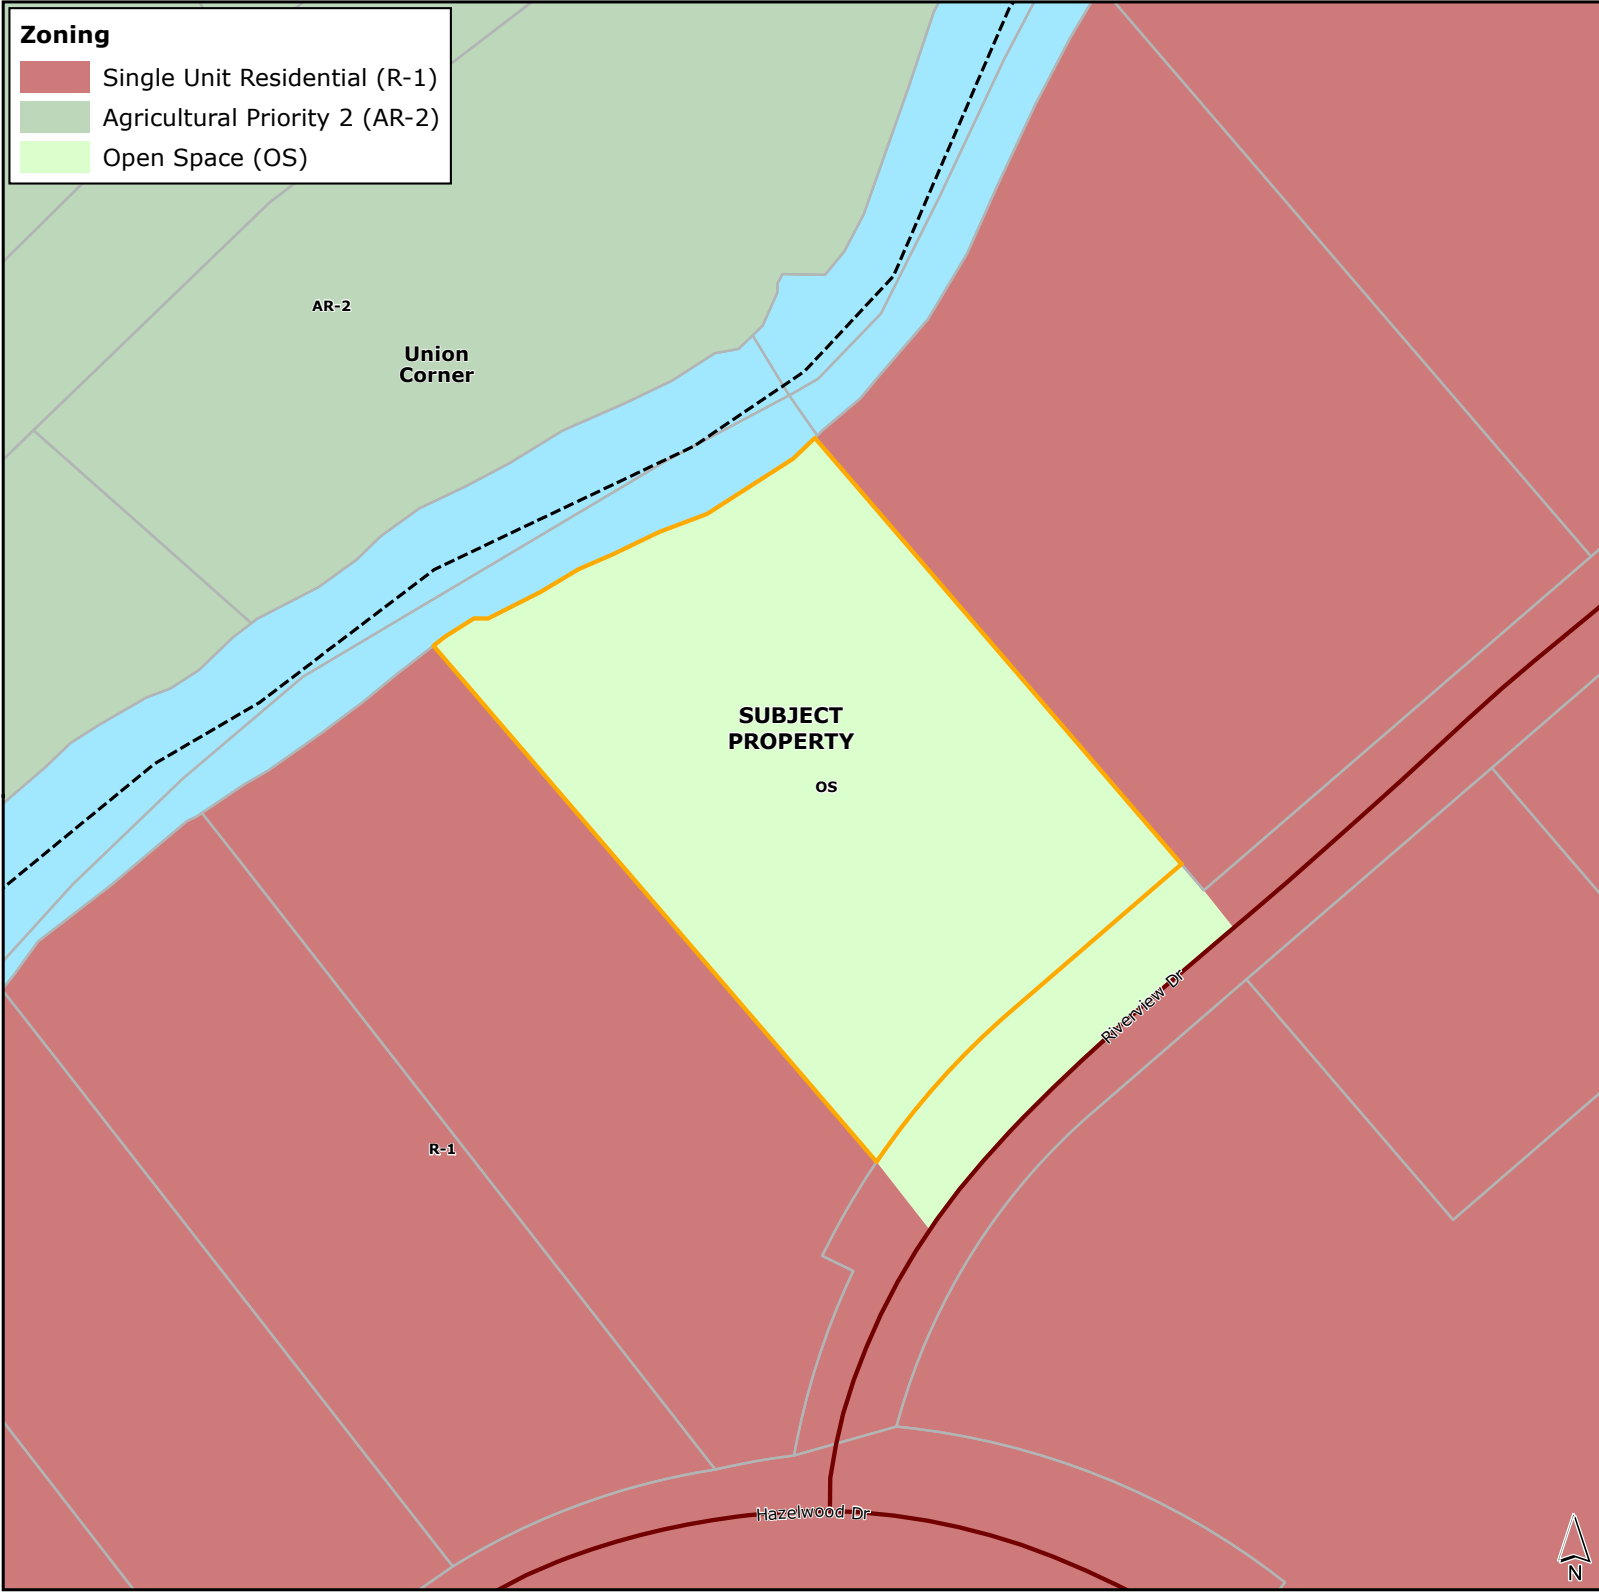 Zoning
Single Unit Residential (R-1)
Agricultural Priority 2 (AR-2)
Open Space (OS)
AR-2
Union
Corner
SUBJECT
PROPERTY
OS
Riverview Dr
R-1
Hazelwood Dr
N